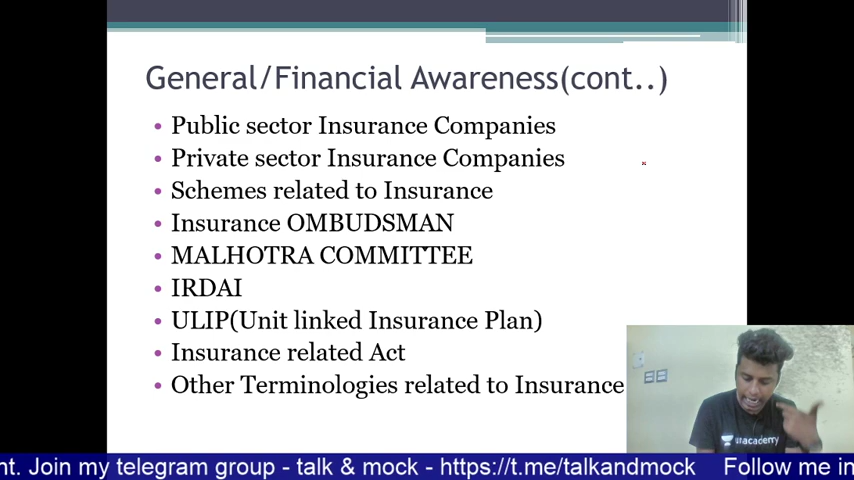 General/Financial Awareness(cont..)
• Public sector Insurance Companies
• Private sector Insurance Companies
• Schemes related to Insurance
• Insurance OMBUDSMAN
• MALHOTRA COMMITTEE
• IRDAI
• ULIP(Unit linked Insurance Plan)
• Insurance related Act
• Other Terminologies related to Insurance
unacademy
nt. Join my telegram group - talk & mock - https://t.me/talkandmock Follow me in